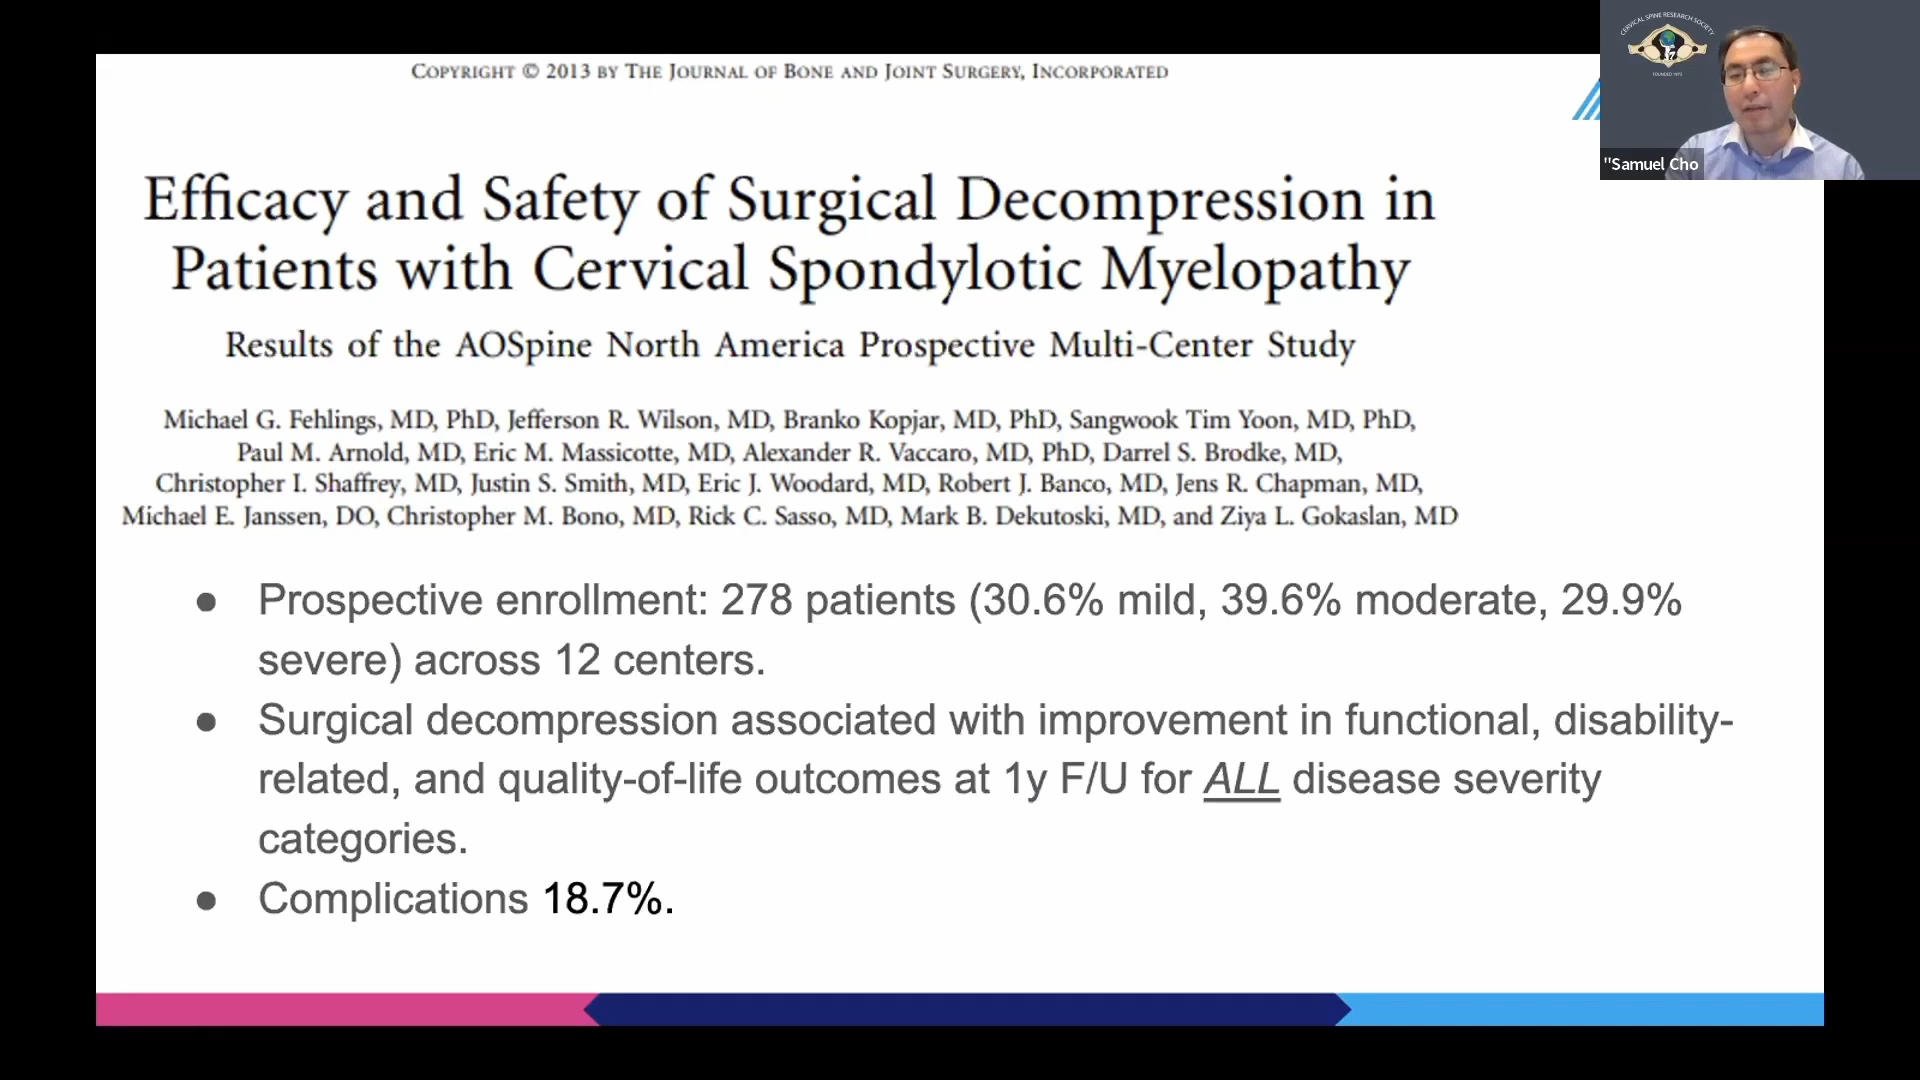 COPYRIGHT © 2013 BY THE JOURNAL OF BONE AND JOINT SURGERY, INCORPORATED
CERVICAL SPINE RESEARCH SOCIETY
FOUNDED 1973
"Samuel Cho
Efficacy and Safety of Surgical Decompression in
Patients with Cervical Spondylotic Myelopathy
Results of the AOSpine North America Prospective Multi-Center Study
Michael G. Fehlings, MD, PhD, Jefferson R. Wilson, MD, Branko Kopjar, MD, PhD, Sangwook Tim Yoon, MD, PhD,
Paul M. Arnold, MD, Eric M. Massicotte, MD, Alexander R. Vaccaro, MD, PhD, Darrel S. Brodke, MD,
Christopher I. Shaffrey, MD, Justin S. Smith, MD, Eric J. Woodard, MD, Robert J. Banco, MD, Jens R. Chapman, MD,
Michael E. Janssen, DO, Christopher M. Bono, MD, Rick C. Sasso, MD, Mark B. Dekutoski, MD, and Ziya L. Gokaslan, MD
● Prospective enrollment: 278 patients (30.6% mild, 39.6% moderate, 29.9%
severe) across 12 centers.
● Surgical decompression associated with improvement in functional, disability-
related, and quality-of-life outcomes at 1y F/U for ALL disease severity
categories.
● Complications 18.7%.